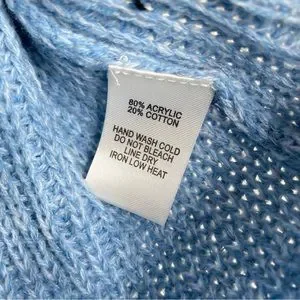 80% ACRYLIC
20% COTTON
HAND WASH COLD
DO NOT BLEACH
LINE DRY
IRON LOW HEAT